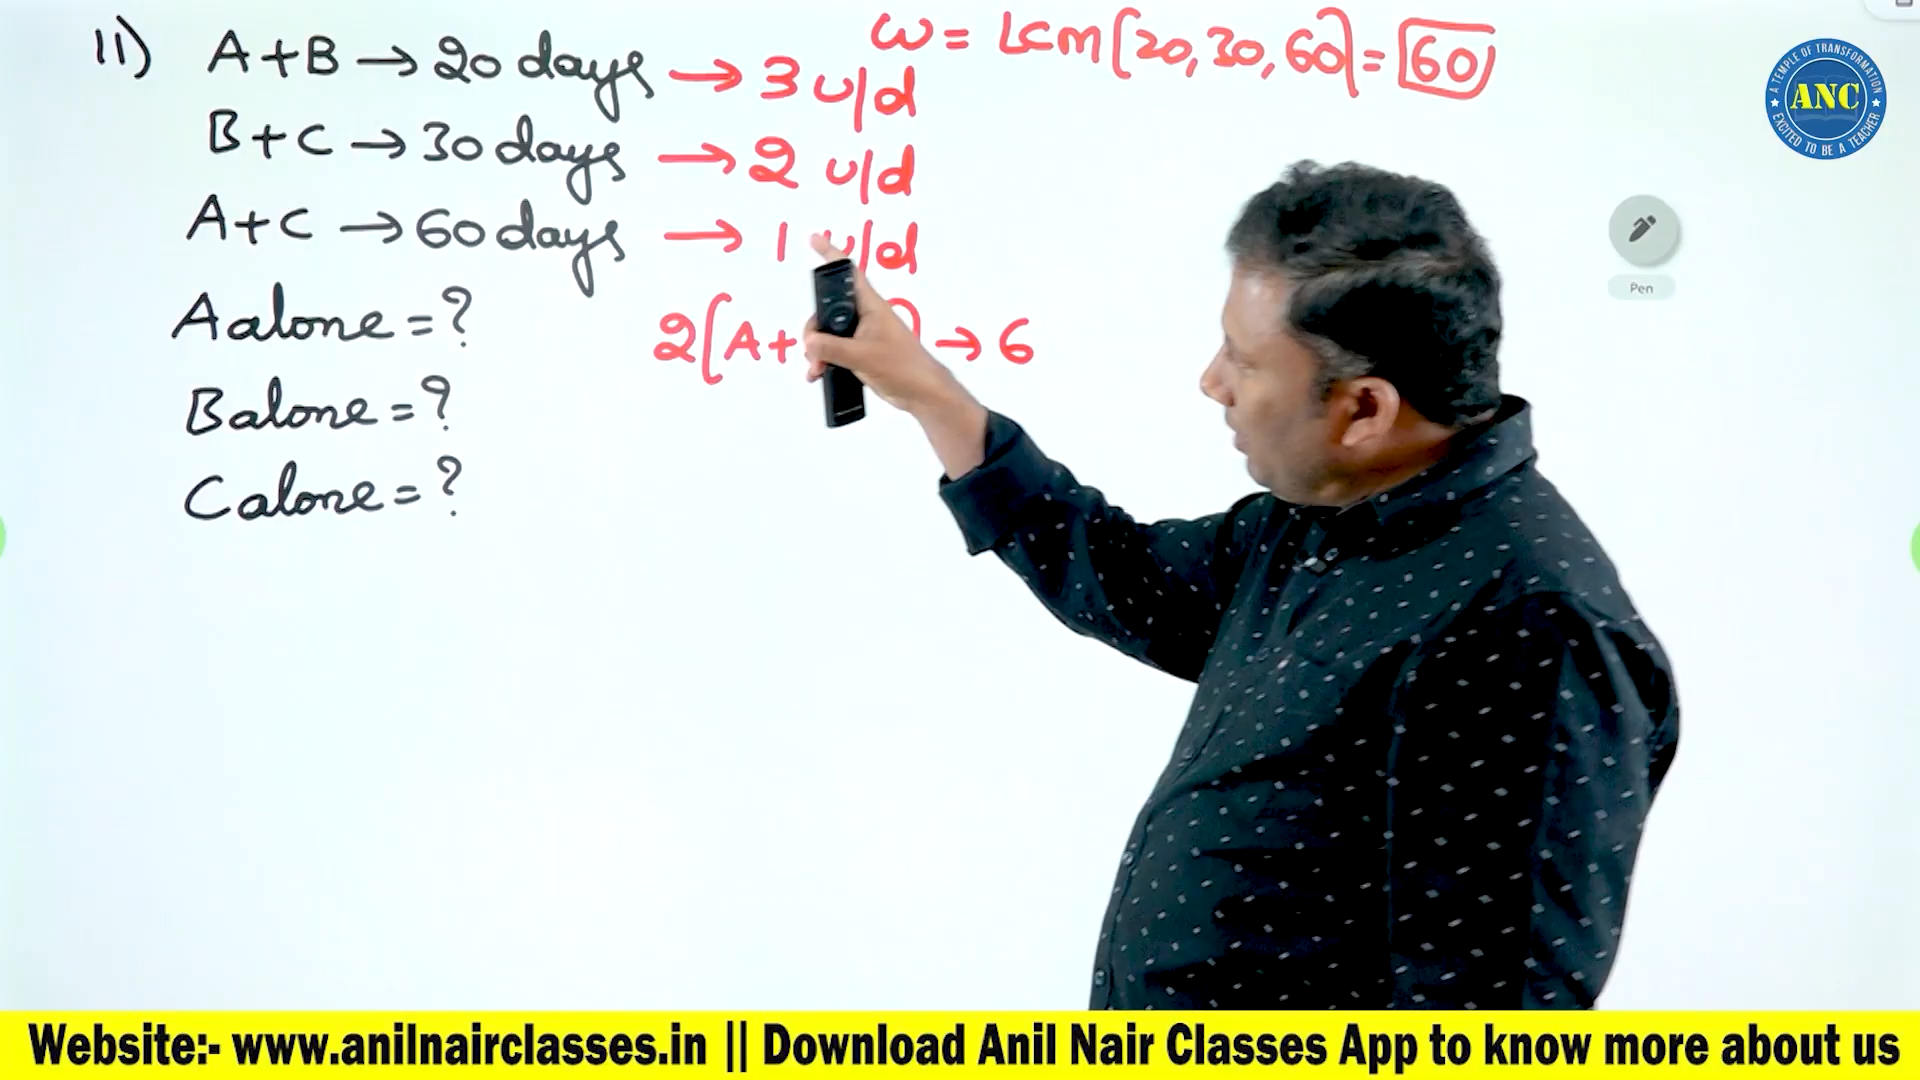 11) A+B → 20 days → 3 u/d
W = LCM(20,30,60) = 60
B+C → 30 days → 2 u/d
A+C → 60 days → 1 u/d
A alone = ?
2(A+ ) → 6
B alone = ?
C alone = ?
A TEMPLE OF TRANSFORMATION
ANC
EXCITED TO BE A TEACHER
Pen
Website:- www.anilnairclasses.in || Download Anil Nair Classes App to know more about us